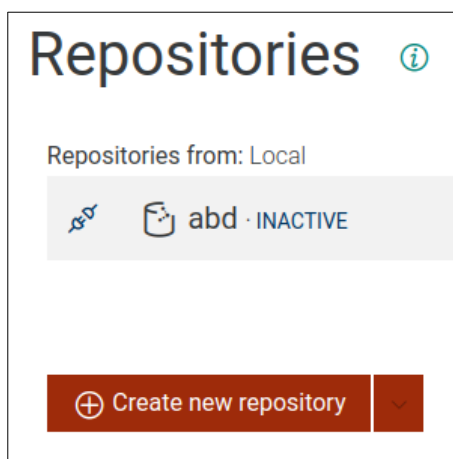 Repositories
Repositories from: Local
abd · INACTIVE
Create new repository